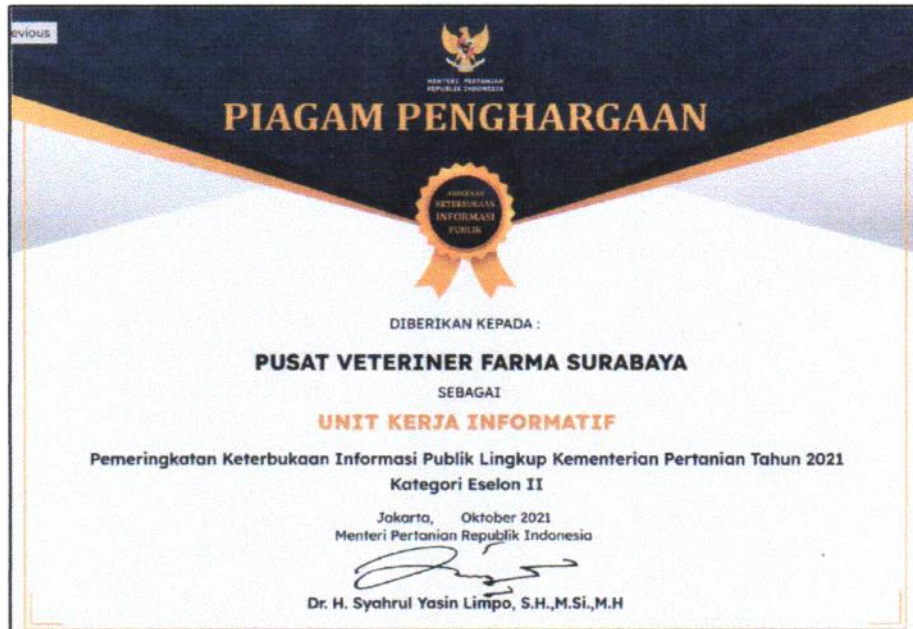 evious
MENTERI PERTANIAN
REPUBLIK INDONESIA
PIAGAM PENGHARGAAN
ANUGERAH
KETERBUKAAN
INFORMASI
PUBLIK
DIBERIKAN KEPADA :
PUSAT VETERINER FARMA SURABAYA
SEBAGAI
UNIT KERJA INFORMATIF
Pemeringkatan Keterbukaan Informasi Publik Lingkup Kementerian Pertanian Tahun 2021
Kategori Eselon II
Jakarta, Oktober 2021
Menteri Pertanian Republik Indonesia
Dr. H. Syahrul Yasin Limpo, S.H.,M.Si.,M.H